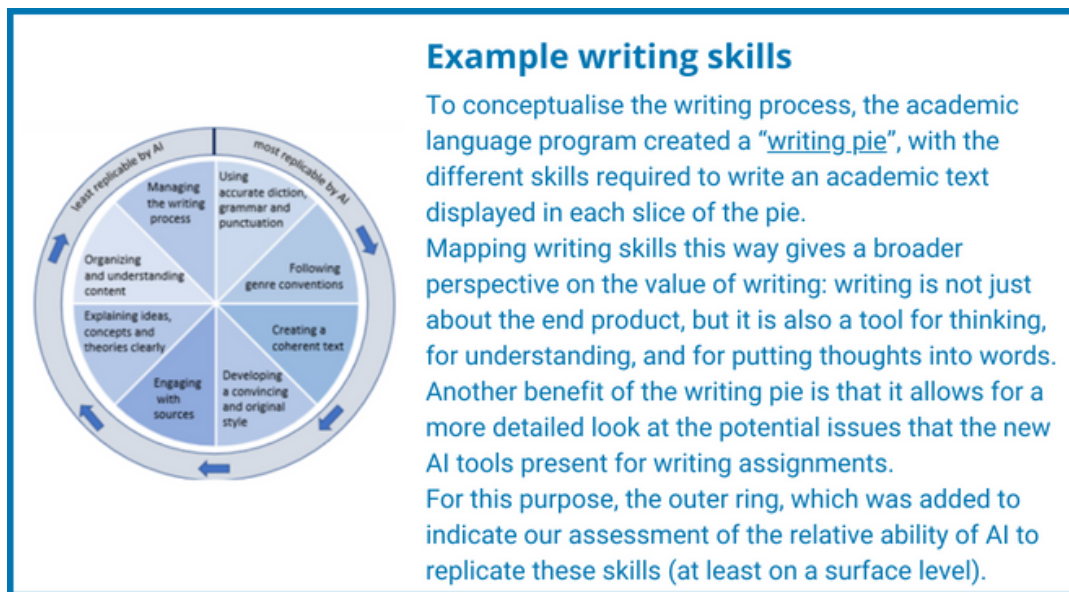 Example writing skills
To conceptualise the writing process, the academic
language program created a “writing pie”, with the
different skills required to write an academic text
displayed in each slice of the pie.
Mapping writing skills this way gives a broader
perspective on the value of writing: writing is not just
about the end product, but it is also a tool for thinking,
for understanding, and for putting thoughts into words.
Another benefit of the writing pie is that it allows for a
more detailed look at the potential issues that the new
AI tools present for writing assignments.
For this purpose, the outer ring, which was added to
indicate our assessment of the relative ability of AI to
replicate these skills (at least on a surface level).
least replicable by AI
most replicable by AI
Using
accurate diction,
grammar and
punctuation
Following
genre conventions
Creating a
coherent text
Developing
a convincing
and original
style
Engaging
with
sources
Explaining ideas,
concepts and
theories clearly
Organizing
and understanding
content
Managing
the writing
process